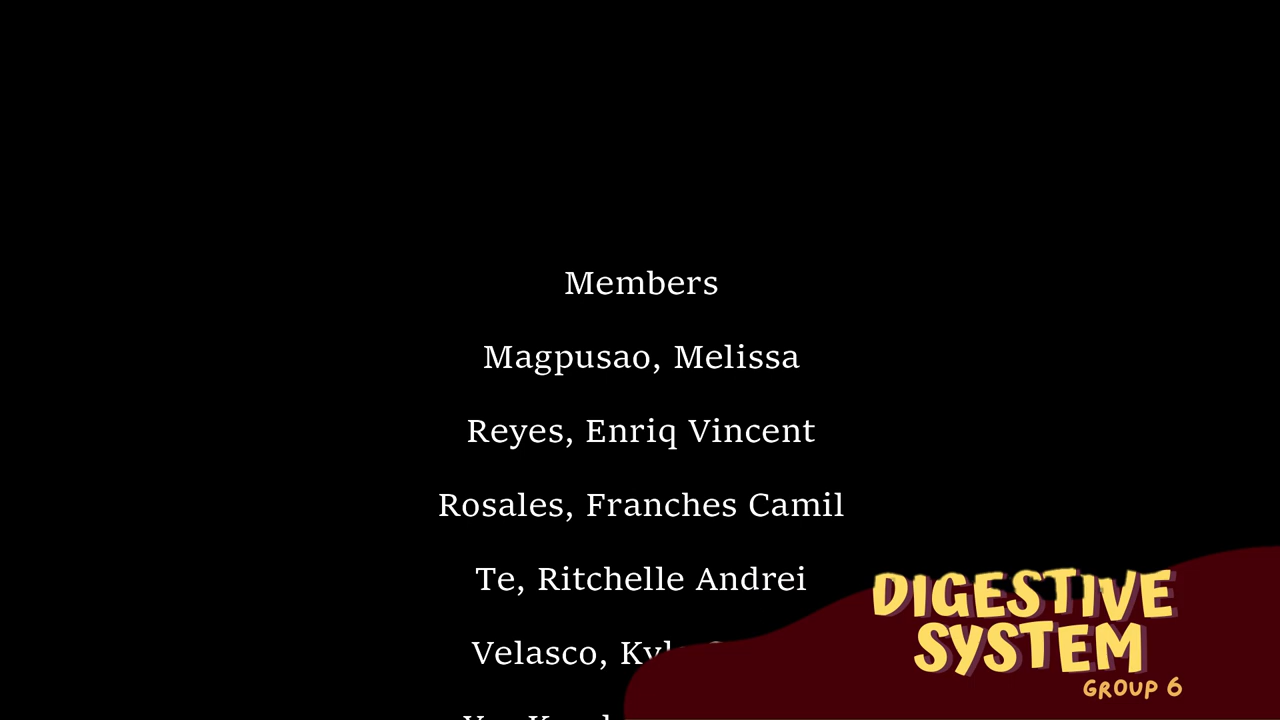 Members
Magpusao, Melissa
Reyes, Enriq Vincent
Rosales, Franches Camil
Te, Ritchelle Andrei
Velasco,
DIGESTIVE
SYSTEM
GROUP 6